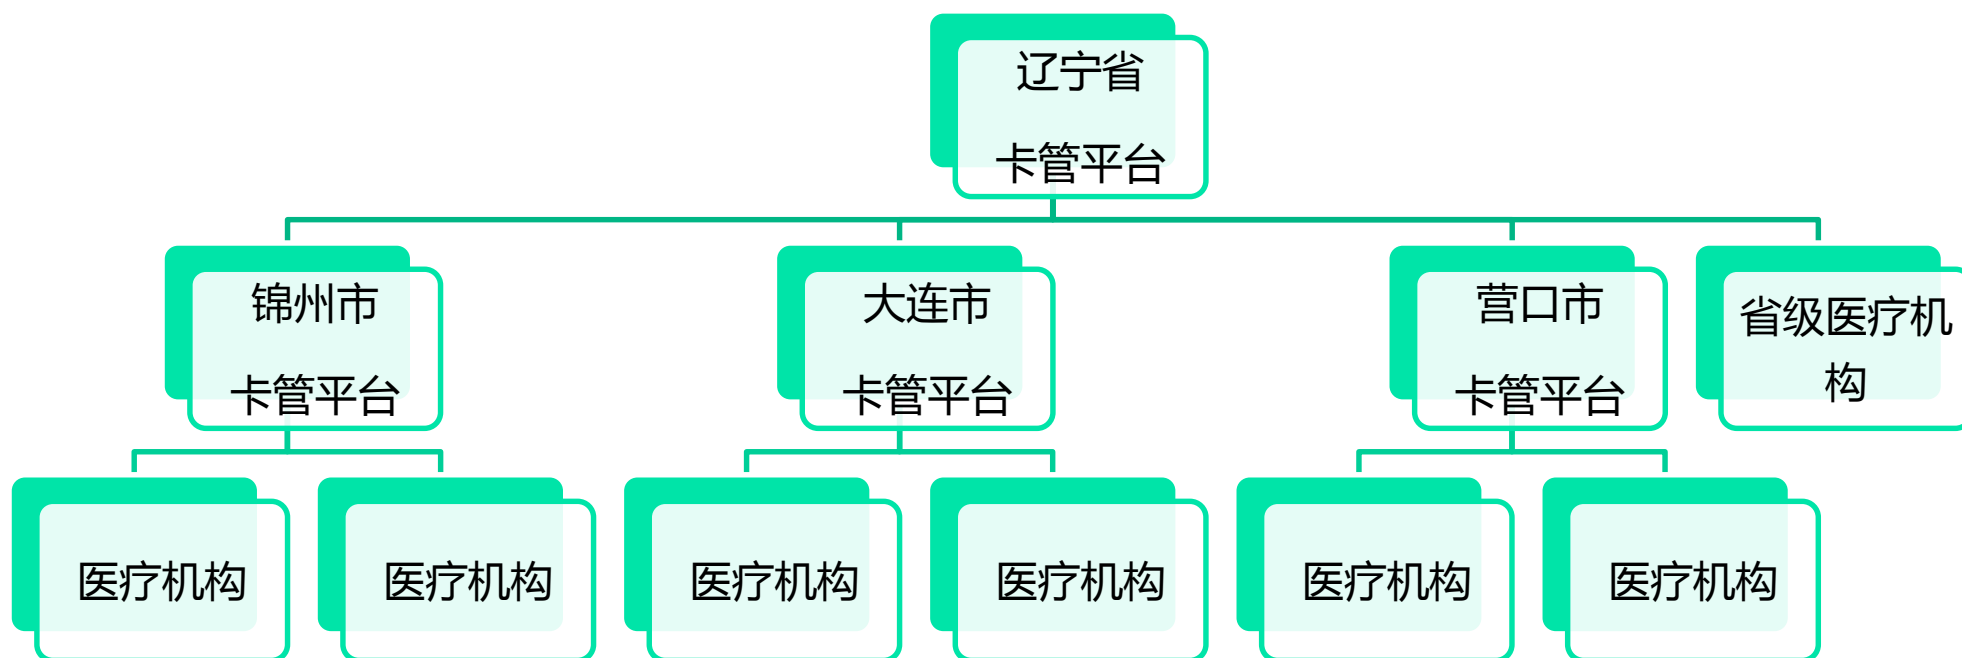 辽宁省
卡管平台
锦州市
卡管平台
大连市
卡管平台
营口市
卡管平台
省级医疗机
构
医疗机构
医疗机构
医疗机构
医疗机构
医疗机构
医疗机构